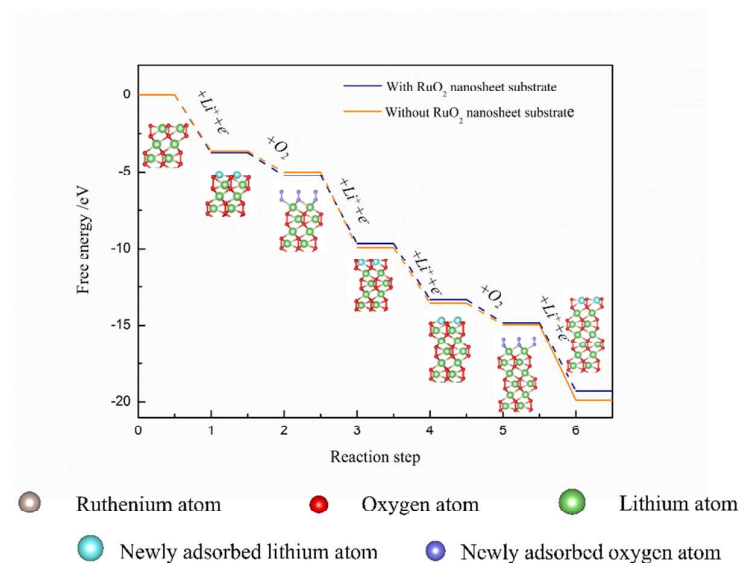 With RuO₂ nanosheet substrate
Without RuO₂ nanosheet substrate
0
-5
-10
-15
-20
Free energy /eV
+Li⁺+e⁻
+O₂
+Li⁺+e⁻
+Li⁺+e⁻
+O₂
+Li⁺+e⁻
0 1 2 3 4 5 6
Reaction step
Ruthenium atom Oxygen atom Lithium atom
Newly adsorbed lithium atom Newly adsorbed oxygen atom